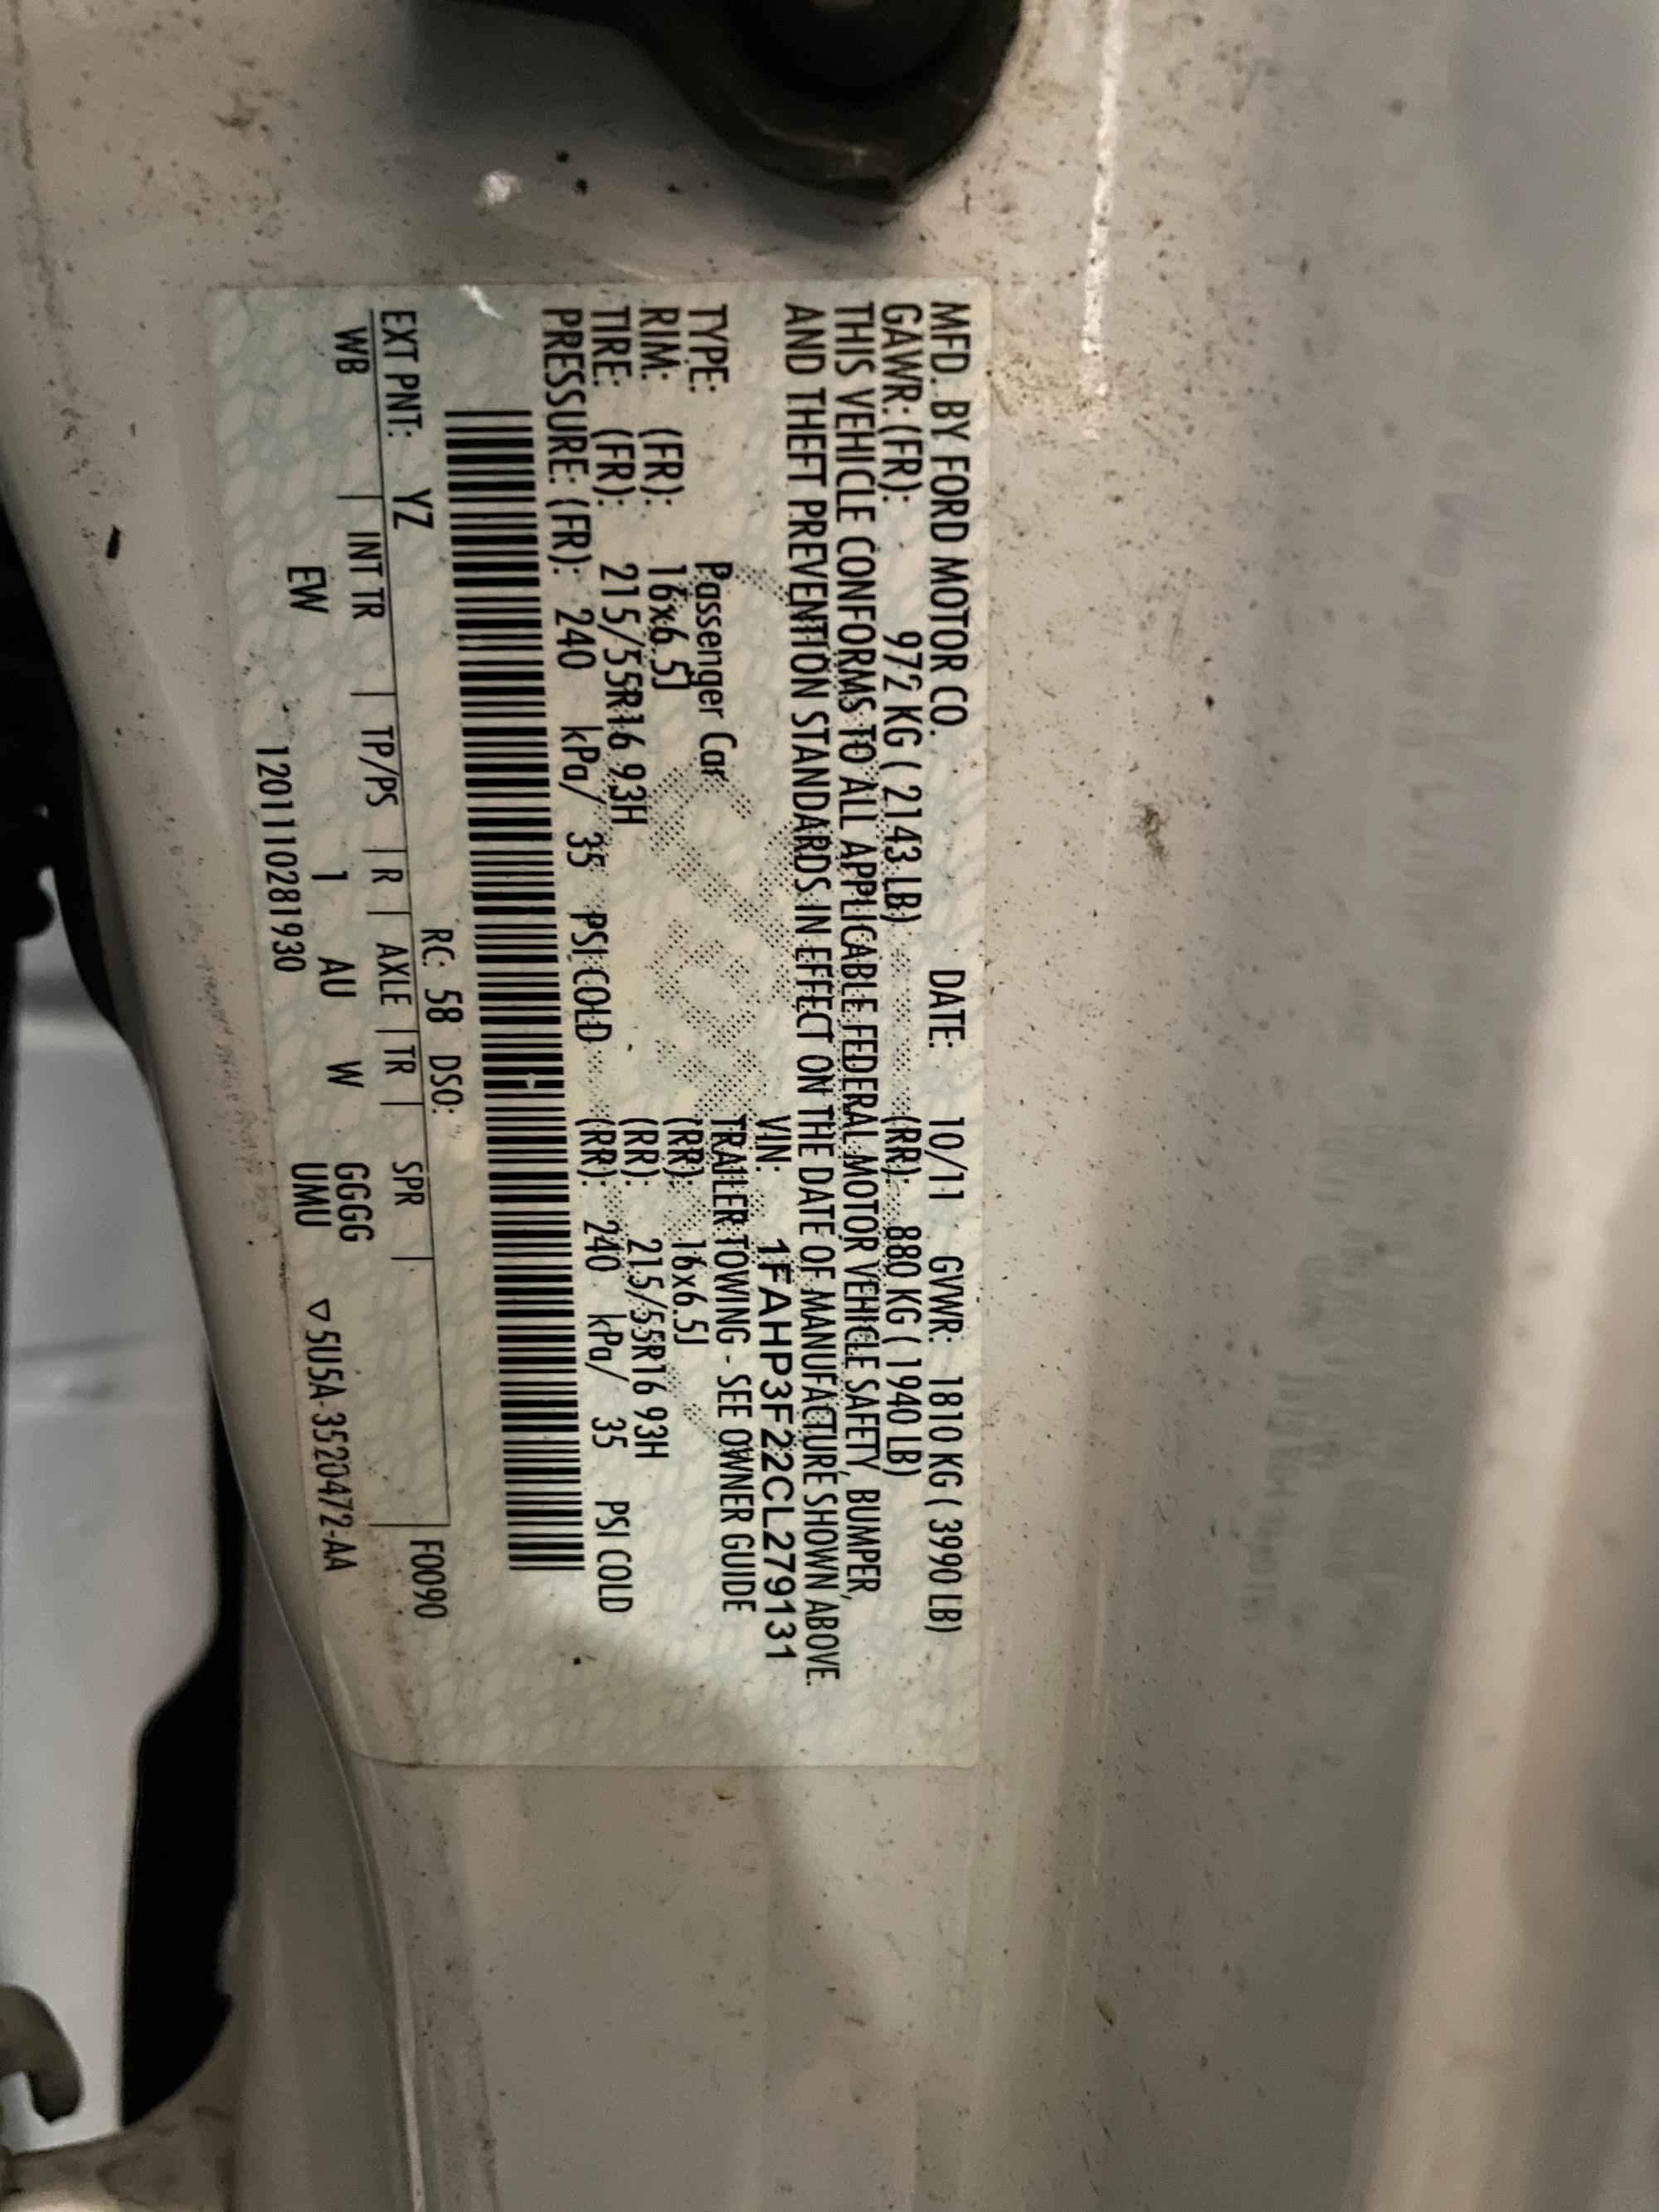 MFD. BY FORD MOTOR CO. DATE: 10/11 GVWR: 1810 KG ( 3990 LB)
GAWR: (FR): 972 KG ( 2143 LB) (RR): 880 KG ( 1940 LB)
THIS VEHICLE CONFORMS TO ALL APPLICABLE FEDERAL MOTOR VEHICLE SAFETY, BUMPER,
AND THEFT PREVENTION STANDARDS IN EFFECT ON THE DATE OF MANUFACTURE SHOWN ABOVE.
VIN: 1FAHP3F22CL279131
TYPE: Passenger Car TRAILER TOWING - SEE OWNER GUIDE
RIM: (FR): 16x6.5J (RR): 16x6.5J
TIRE: (FR): 215/55R16 93H (RR): 215/55R16 93H
PRESSURE: (FR): 240 kPa/ 35 PSI COLD (RR): 240 kPa/ 35 PSI COLD
EXT PNT: YZ RC: 58 DSO: F0090
WB | INT TR | TP/PS | R | AXLE | TR | SPR |
EW 1 AU W GGGG
UMU
1201110281930 ▽5U5A-3520472-AA